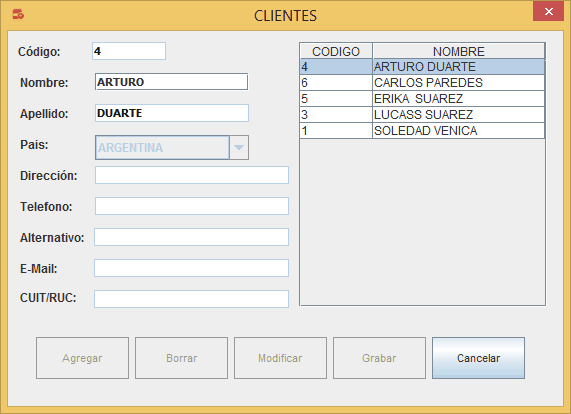 CLIENTES
Código: 4
Nombre: ARTURO
Apellido: DUARTE
Pais: ARGENTINA
Dirección:
Telefono:
Alternativo:
E-Mail:
CUIT/RUC:
CODIGO NOMBRE
4 ARTURO DUARTE
6 CARLOS PAREDES
5 ERIKA SUAREZ
3 LUCASS SUAREZ
1 SOLEDAD VENICA
Agregar Borrar Modificar Grabar Cancelar